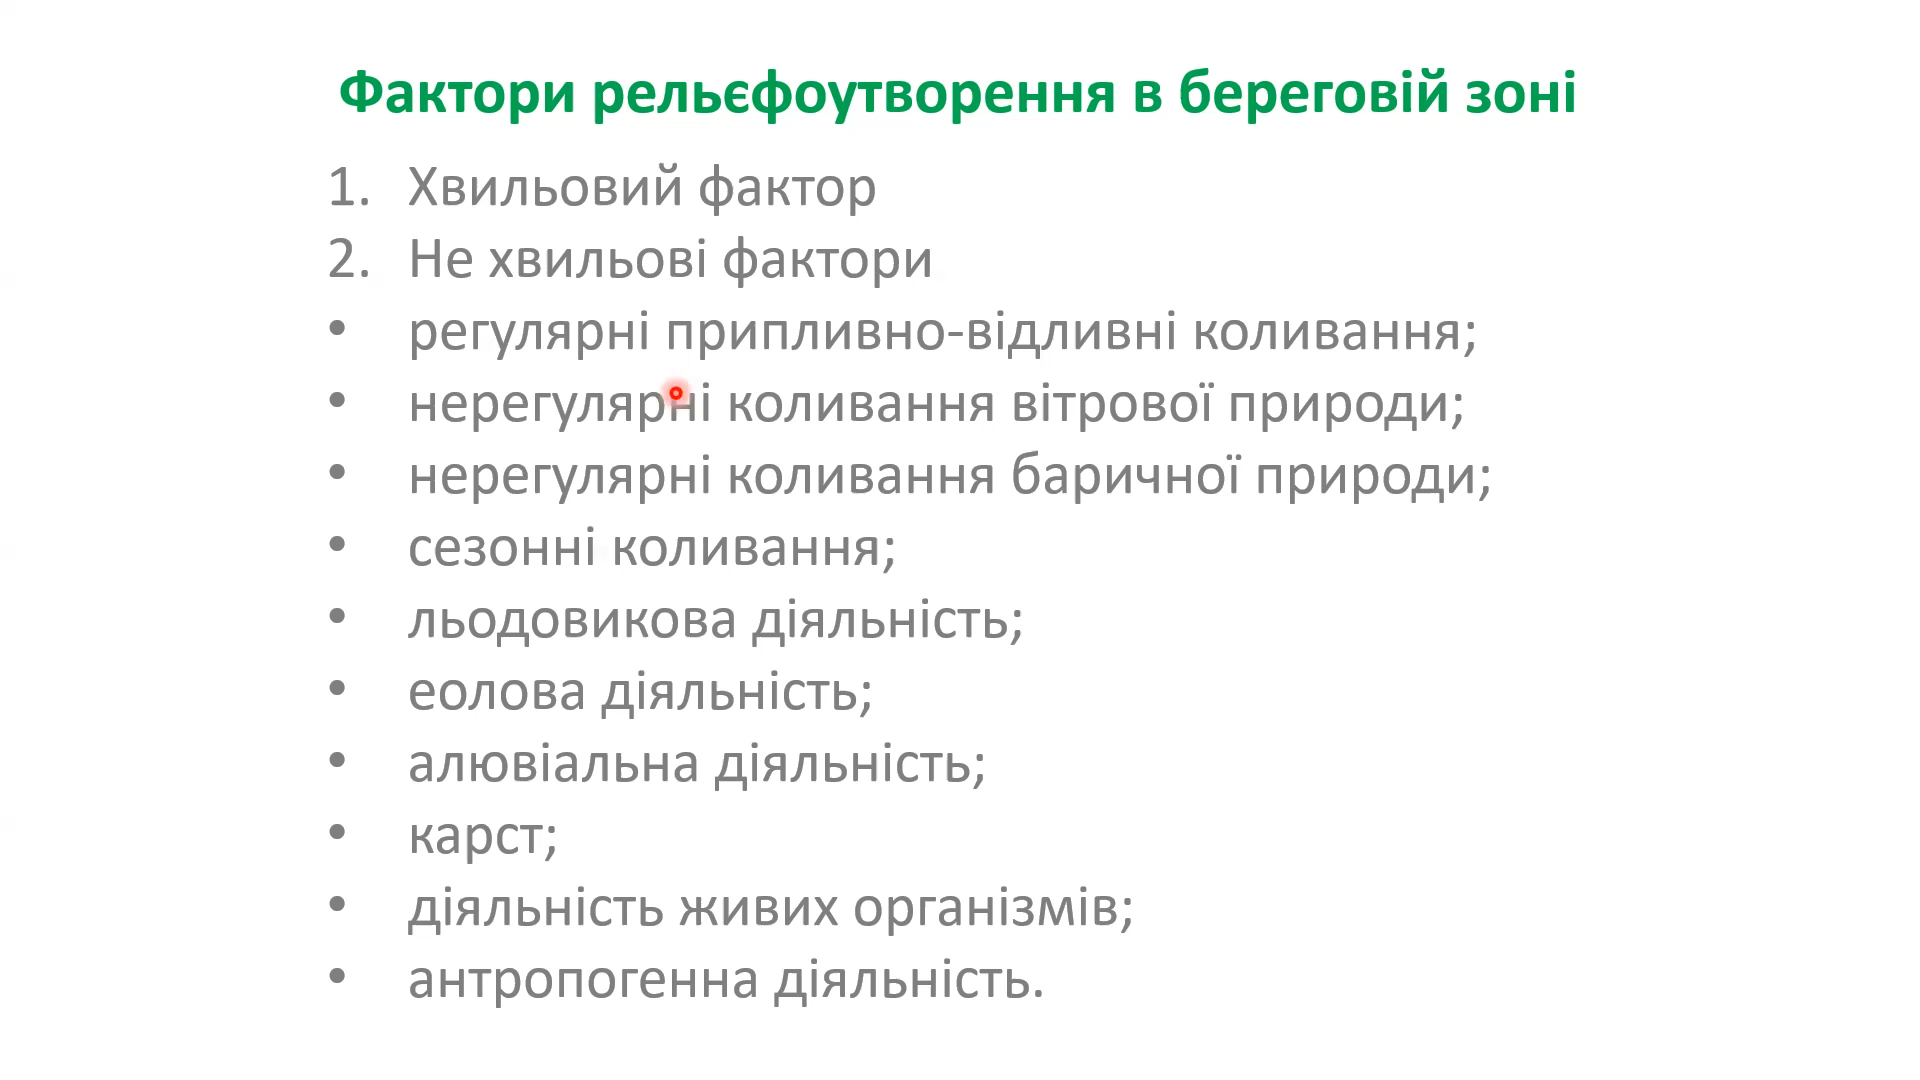 Фактори рельєфоутворення в береговій зоні
1. Хвильовий фактор
2. Не хвильові фактори
• регулярні припливно-відливні коливання;
• нерегулярні коливання вітрової природи;
• нерегулярні коливання баричної природи;
• сезонні коливання;
• льодовикова діяльність;
• еолова діяльність;
• алювіальна діяльність;
• карст;
• діяльність живих організмів;
• антропогенна діяльність.